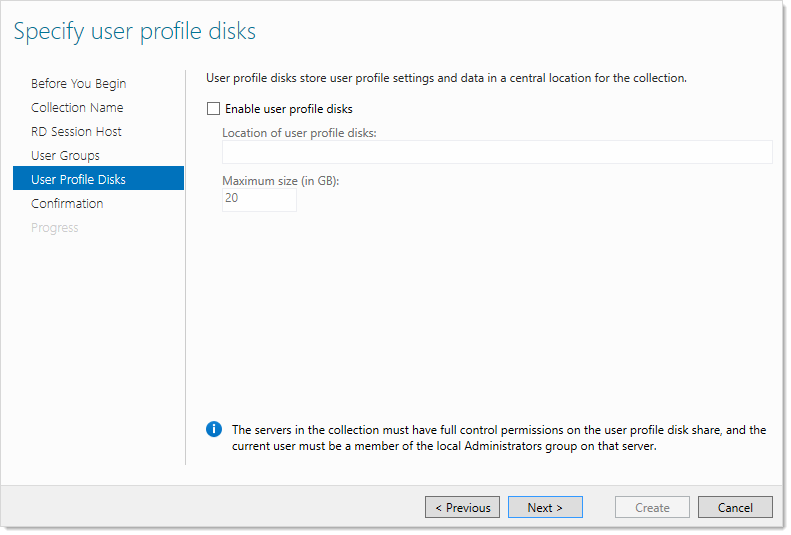 Specify user profile disks
Before You Begin
Collection Name
RD Session Host
User Groups
User Profile Disks
Confirmation
Progress
User profile disks store user profile settings and data in a central location for the collection.
Enable user profile disks
Location of user profile disks:
Maximum size (in GB):
20
The servers in the collection must have full control permissions on the user profile disk share, and the
current user must be a member of the local Administrators group on that server.
< Previous
Next >
Create
Cancel